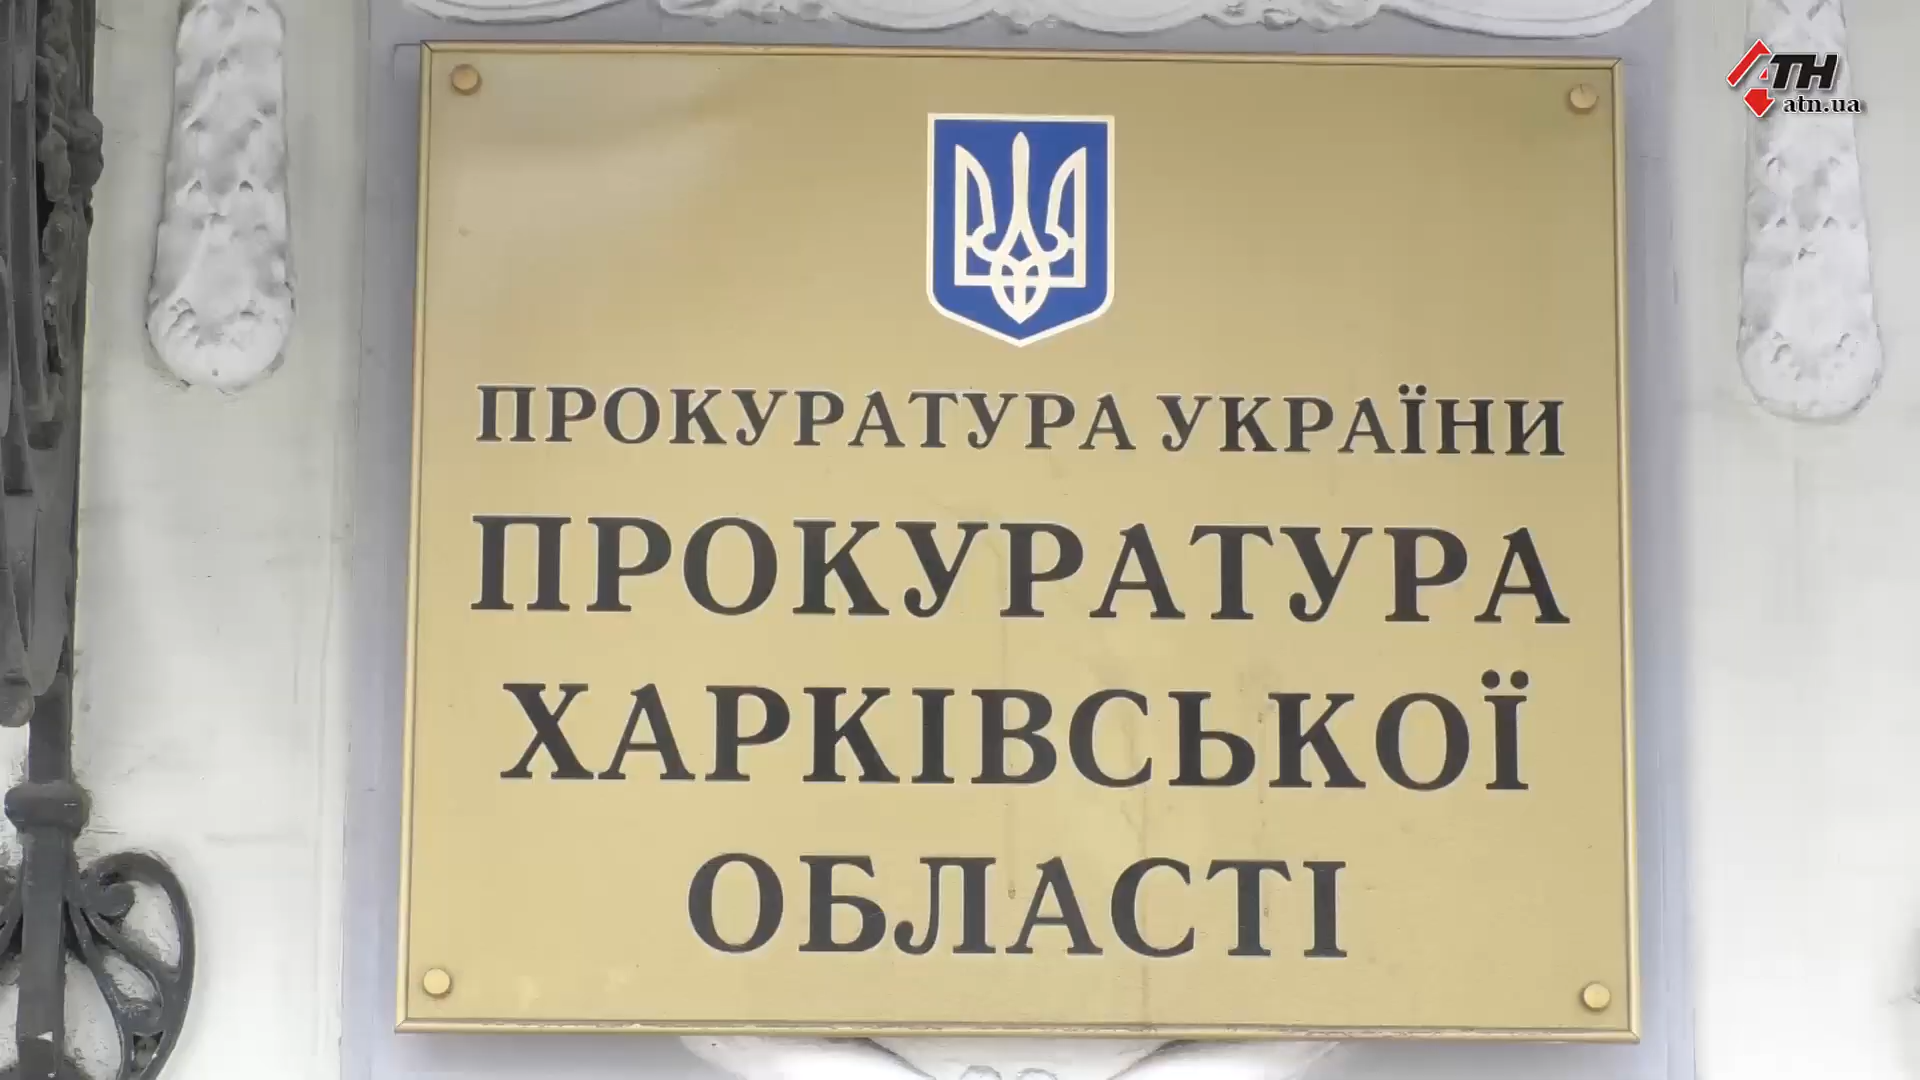 АТН
atn.ua
ПРОКУРАТУРА УКРАЇНИ
ПРОКУРАТУРА
ХАРКІВСЬКОЇ
ОБЛАСТІ